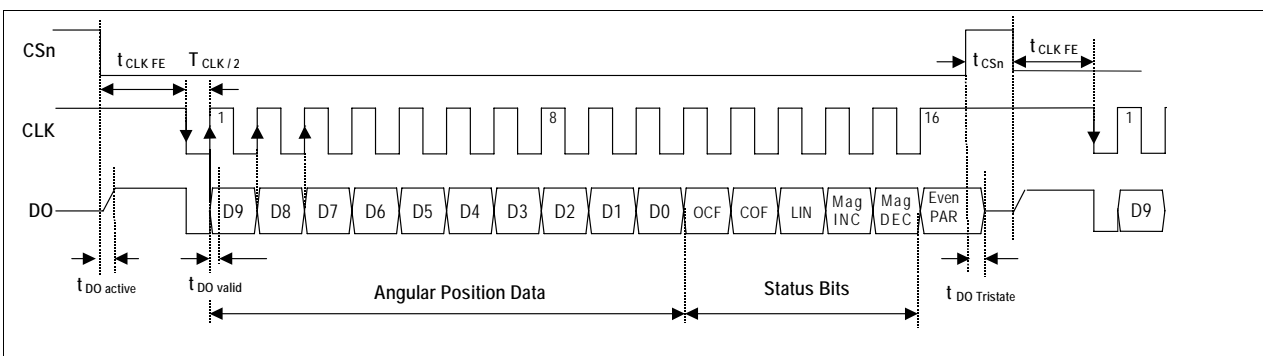 CSn
t CLK FE
T CLK / 2
t CSn
t CLK FE
CLK
1
8
16
1
DO
D9
D8
D7
D6
D5
D4
D3
D2
D1
D0
OCF
COF
LIN
Mag
INC
Mag
DEC
Even
PAR
D9
t DO active
t DO valid
Angular Position Data
Status Bits
t DO Tristate